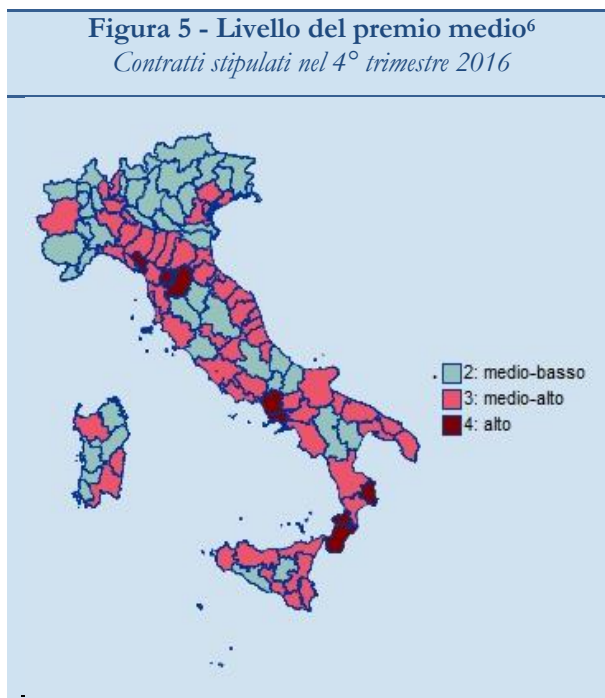 Figura 5 - Livello del premio medio⁶
Contratti stipulati nel 4° trimestre 2016
2: medio-basso
3: medio-alto
4: alto